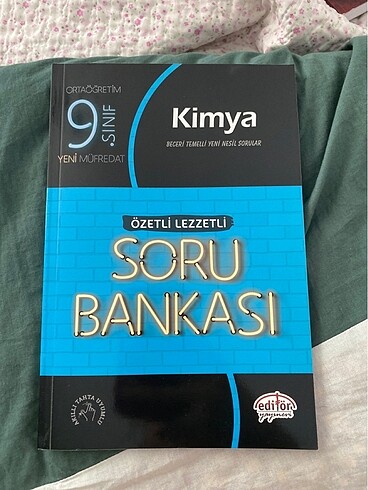 ORTAÖĞRETİM
9.SINIF
YENİ MÜFREDAT
Kimya
BECERİ TEMELLİ YENİ NESİL SORULAR
ÖZETLİ LEZZETLİ
SORU
BANKASI
AKILLI TAHTA UYUMLU
editör
yayınevi